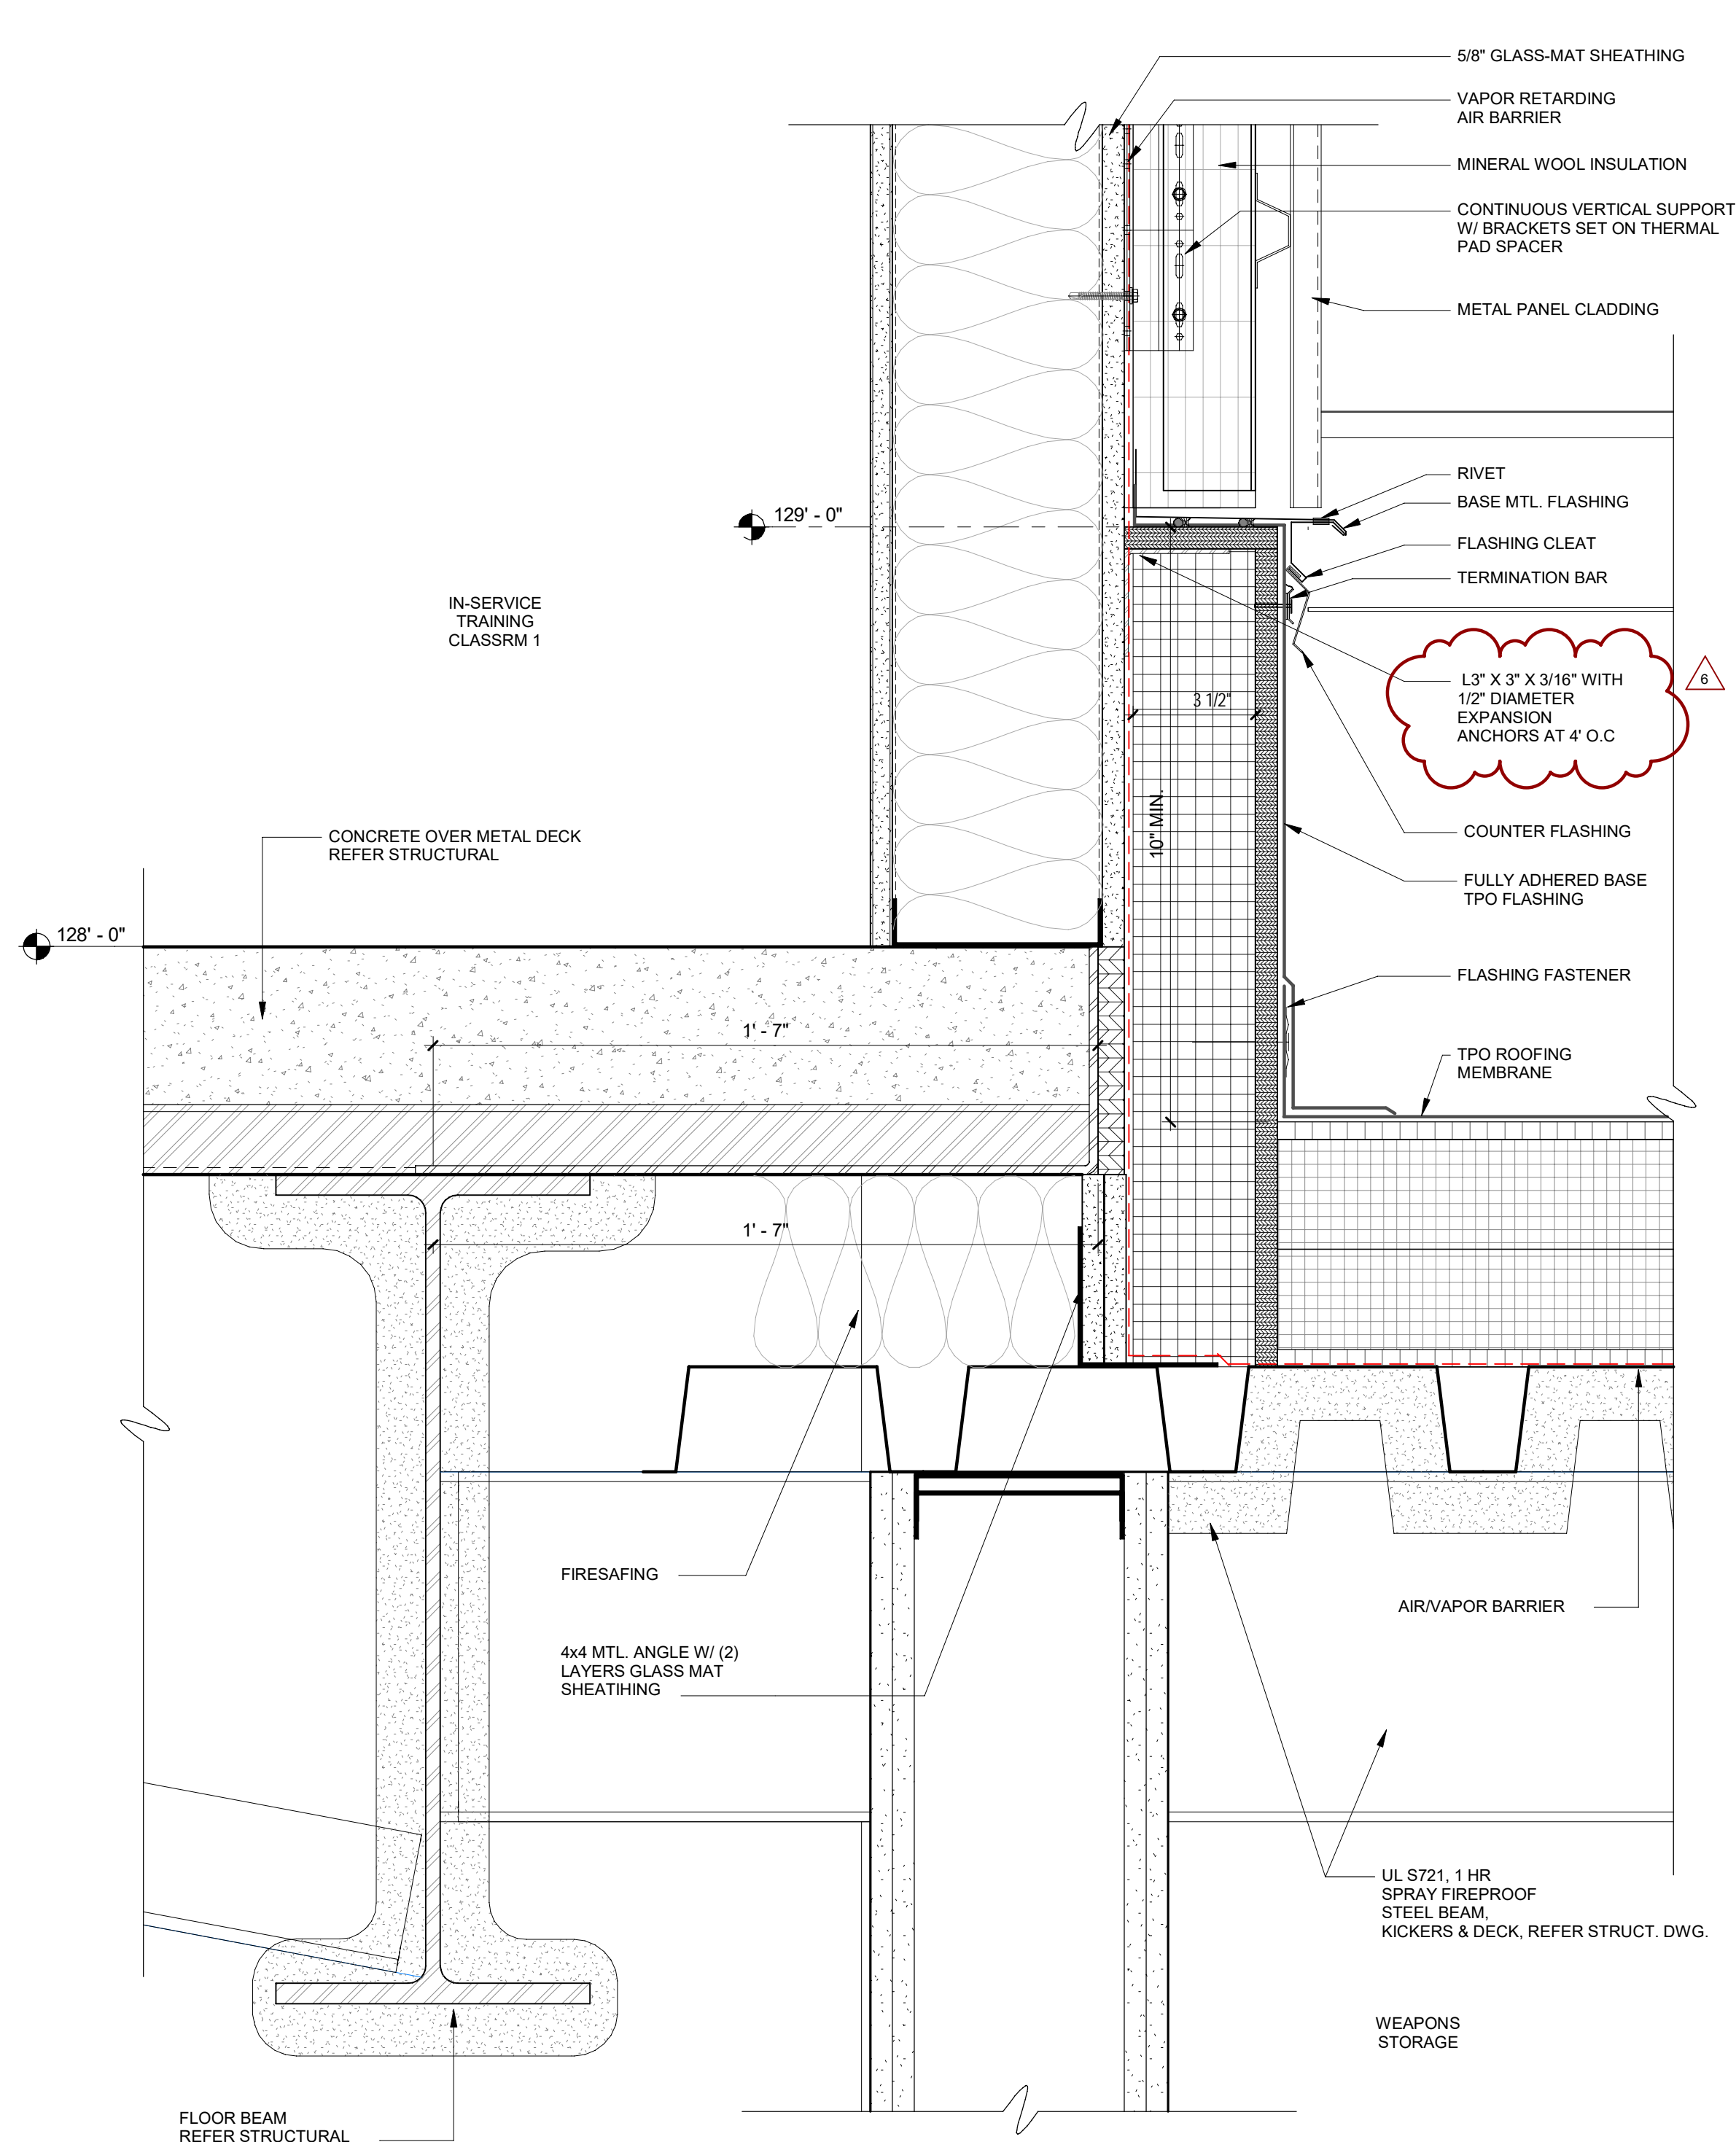 5/8" GLASS-MAT SHEATHING
VAPOR RETARDING
AIR BARRIER
MINERAL WOOL INSULATION
CONTINUOUS VERTICAL SUPPORT
W/ BRACKETS SET ON THERMAL
PAD SPACER
METAL PANEL CLADDING
RIVET
BASE MTL. FLASHING
129' - 0"
FLASHING CLEAT
TERMINATION BAR
IN-SERVICE
TRAINING
CLASSRM 1
L3" X 3" X 3/16" WITH
1/2" DIAMETER
EXPANSION
ANCHORS AT 4' O.C
6
3 1/2"
10" MIN.
COUNTER FLASHING
CONCRETE OVER METAL DECK
REFER STRUCTURAL
FULLY ADHERED BASE
TPO FLASHING
128' - 0"
FLASHING FASTENER
1' - 7"
TPO ROOFING
MEMBRANE
1' - 7"
FIRESAFING
AIR/VAPOR BARRIER
4x4 MTL. ANGLE W/ (2)
LAYERS GLASS MAT
SHEATIHING
UL S721, 1 HR
SPRAY FIREPROOF
STEEL BEAM,
KICKERS & DECK, REFER STRUCT. DWG.
WEAPONS
STORAGE
FLOOR BEAM
REFER STRUCTURAL